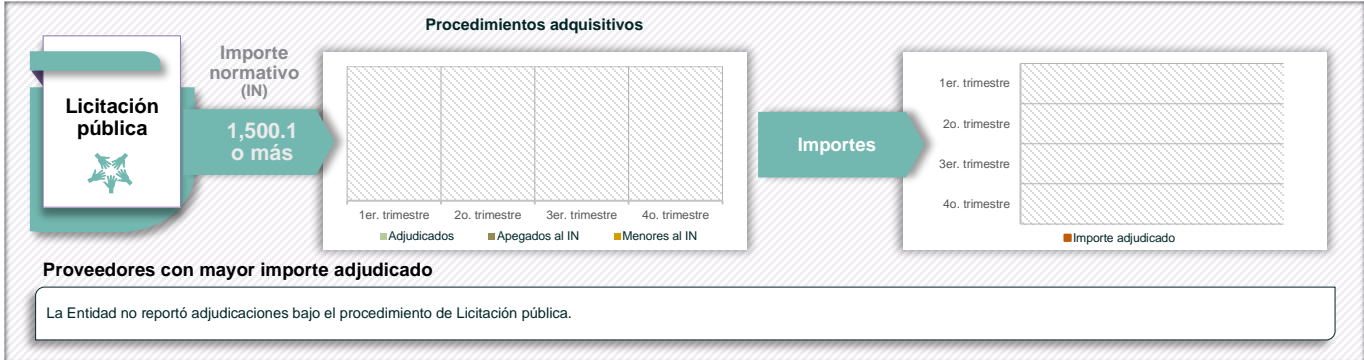 Procedimientos adquisitivos
Licitación
pública
Importe
normativo
(IN)
1,500.1
o más
1er. trimestre
2o. trimestre
3er. trimestre
4o. trimestre
Adjudicados
Apegados al IN
Menores al IN
Importes
1er. trimestre
2o. trimestre
3er. trimestre
4o. trimestre
Importe adjudicado
Proveedores con mayor importe adjudicado
La Entidad no reportó adjudicaciones bajo el procedimiento de Licitación pública.